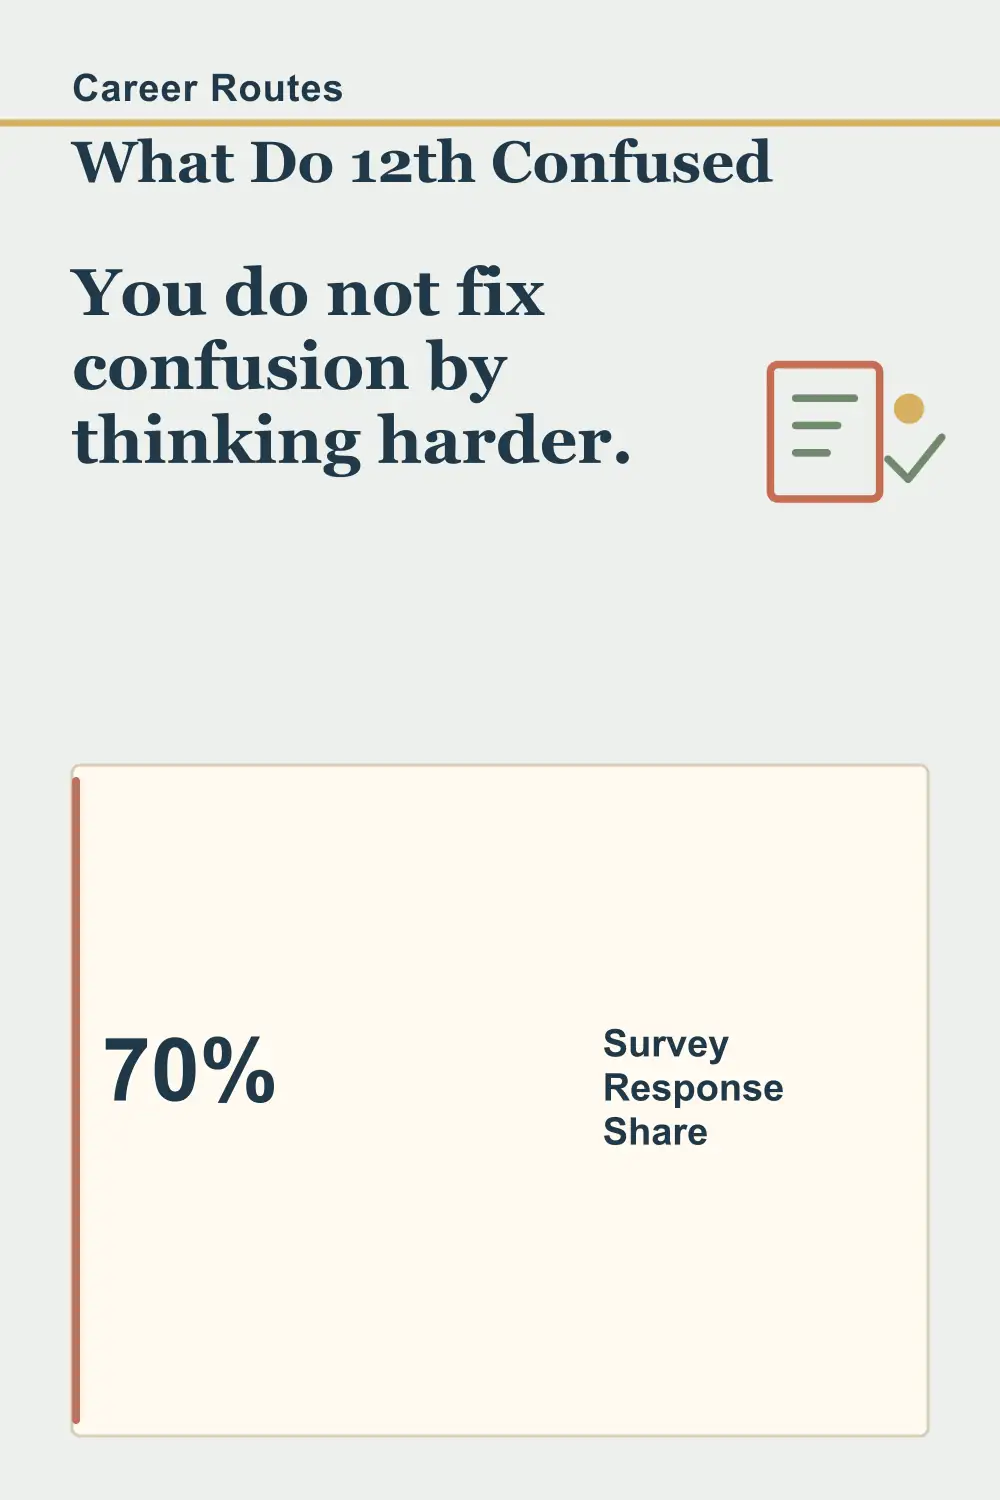 Career Routes
What Do 12th Confused
You do not fix
confusion by
thinking harder.
70%
Survey
Response
Share